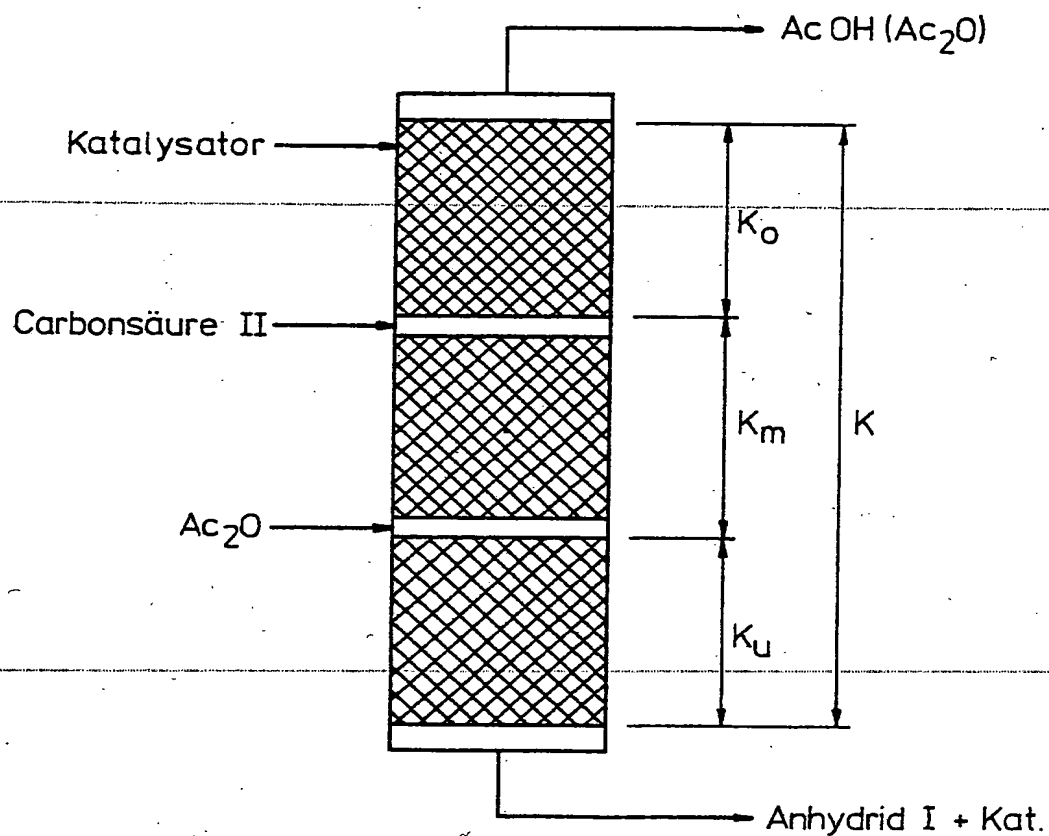 AcOH (Ac₂O)
Katalysator
Ko
Carbonsäure II
Km
K
Ac₂O
Ku
Anhydrid I + Kat.